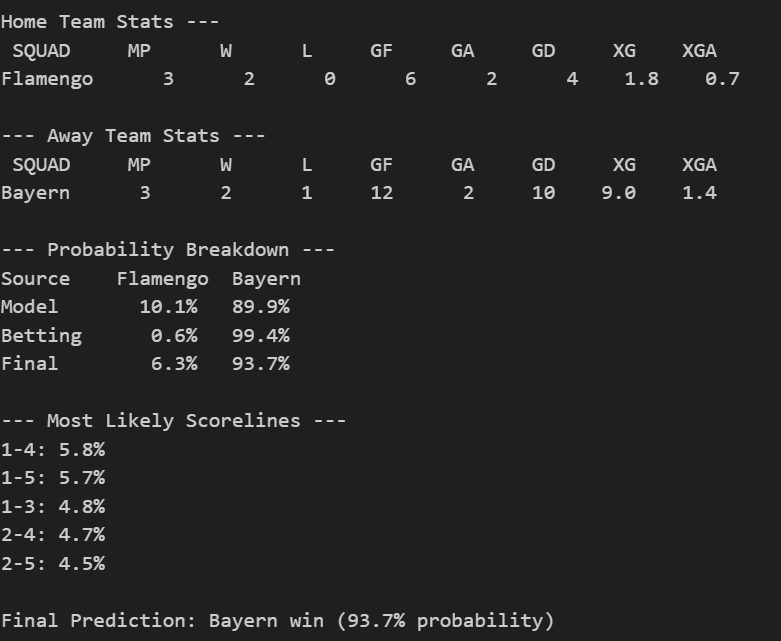 Home Team Stats ---
SQUAD MP W L GF GA GD XG XGA
Flamengo 3 2 0 6 2 4 1.8 0.7
--- Away Team Stats ---
SQUAD MP W L GF GA GD XG XGA
Bayern 3 2 1 12 2 10 9.0 1.4
--- Probability Breakdown ---
Source Flamengo Bayern
Model 10.1% 89.9%
Betting 0.6% 99.4%
Final 6.3% 93.7%
--- Most Likely Scorelines ---
1-4: 5.8%
1-5: 5.7%
1-3: 4.8%
2-4: 4.7%
2-5: 4.5%
Final Prediction: Bayern win (93.7% probability)